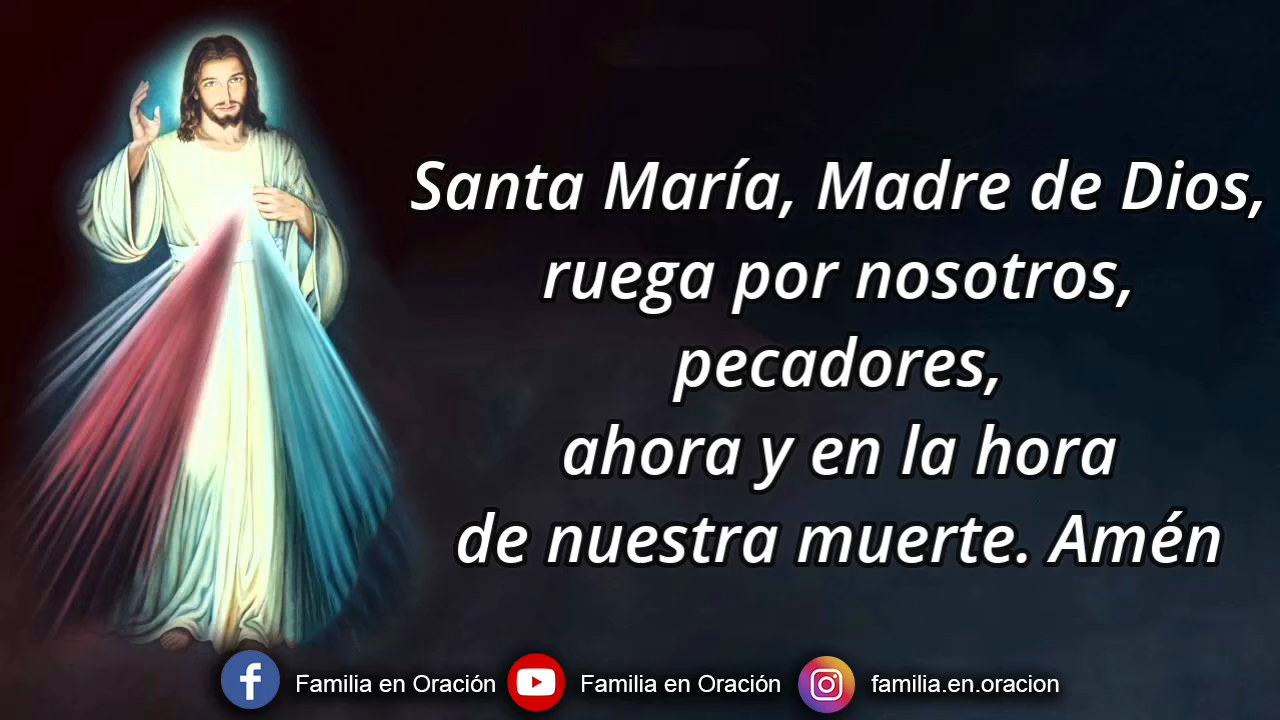 Santa María, Madre de Dios,
ruega por nosotros,
pecadores,
ahora y en la hora
de nuestra muerte. Amén
Familia en Oración Familia en Oración familia.en.oracion